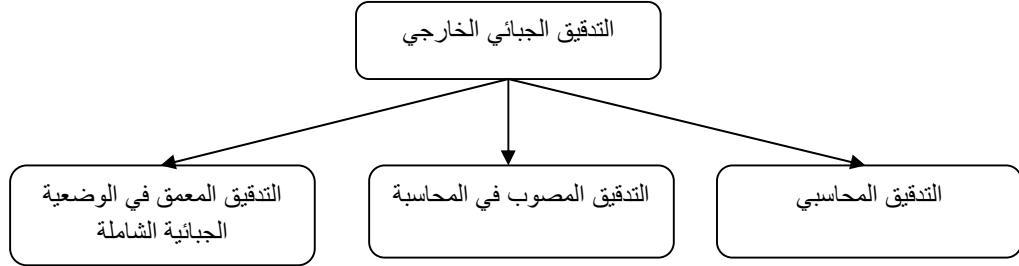 التدقيق الجبائي الخارجي
التدقيق المحاسبي
التدقيق المصوب في المحاسبة
التدقيق المعمق في الوضعية
الجبائية الشاملة